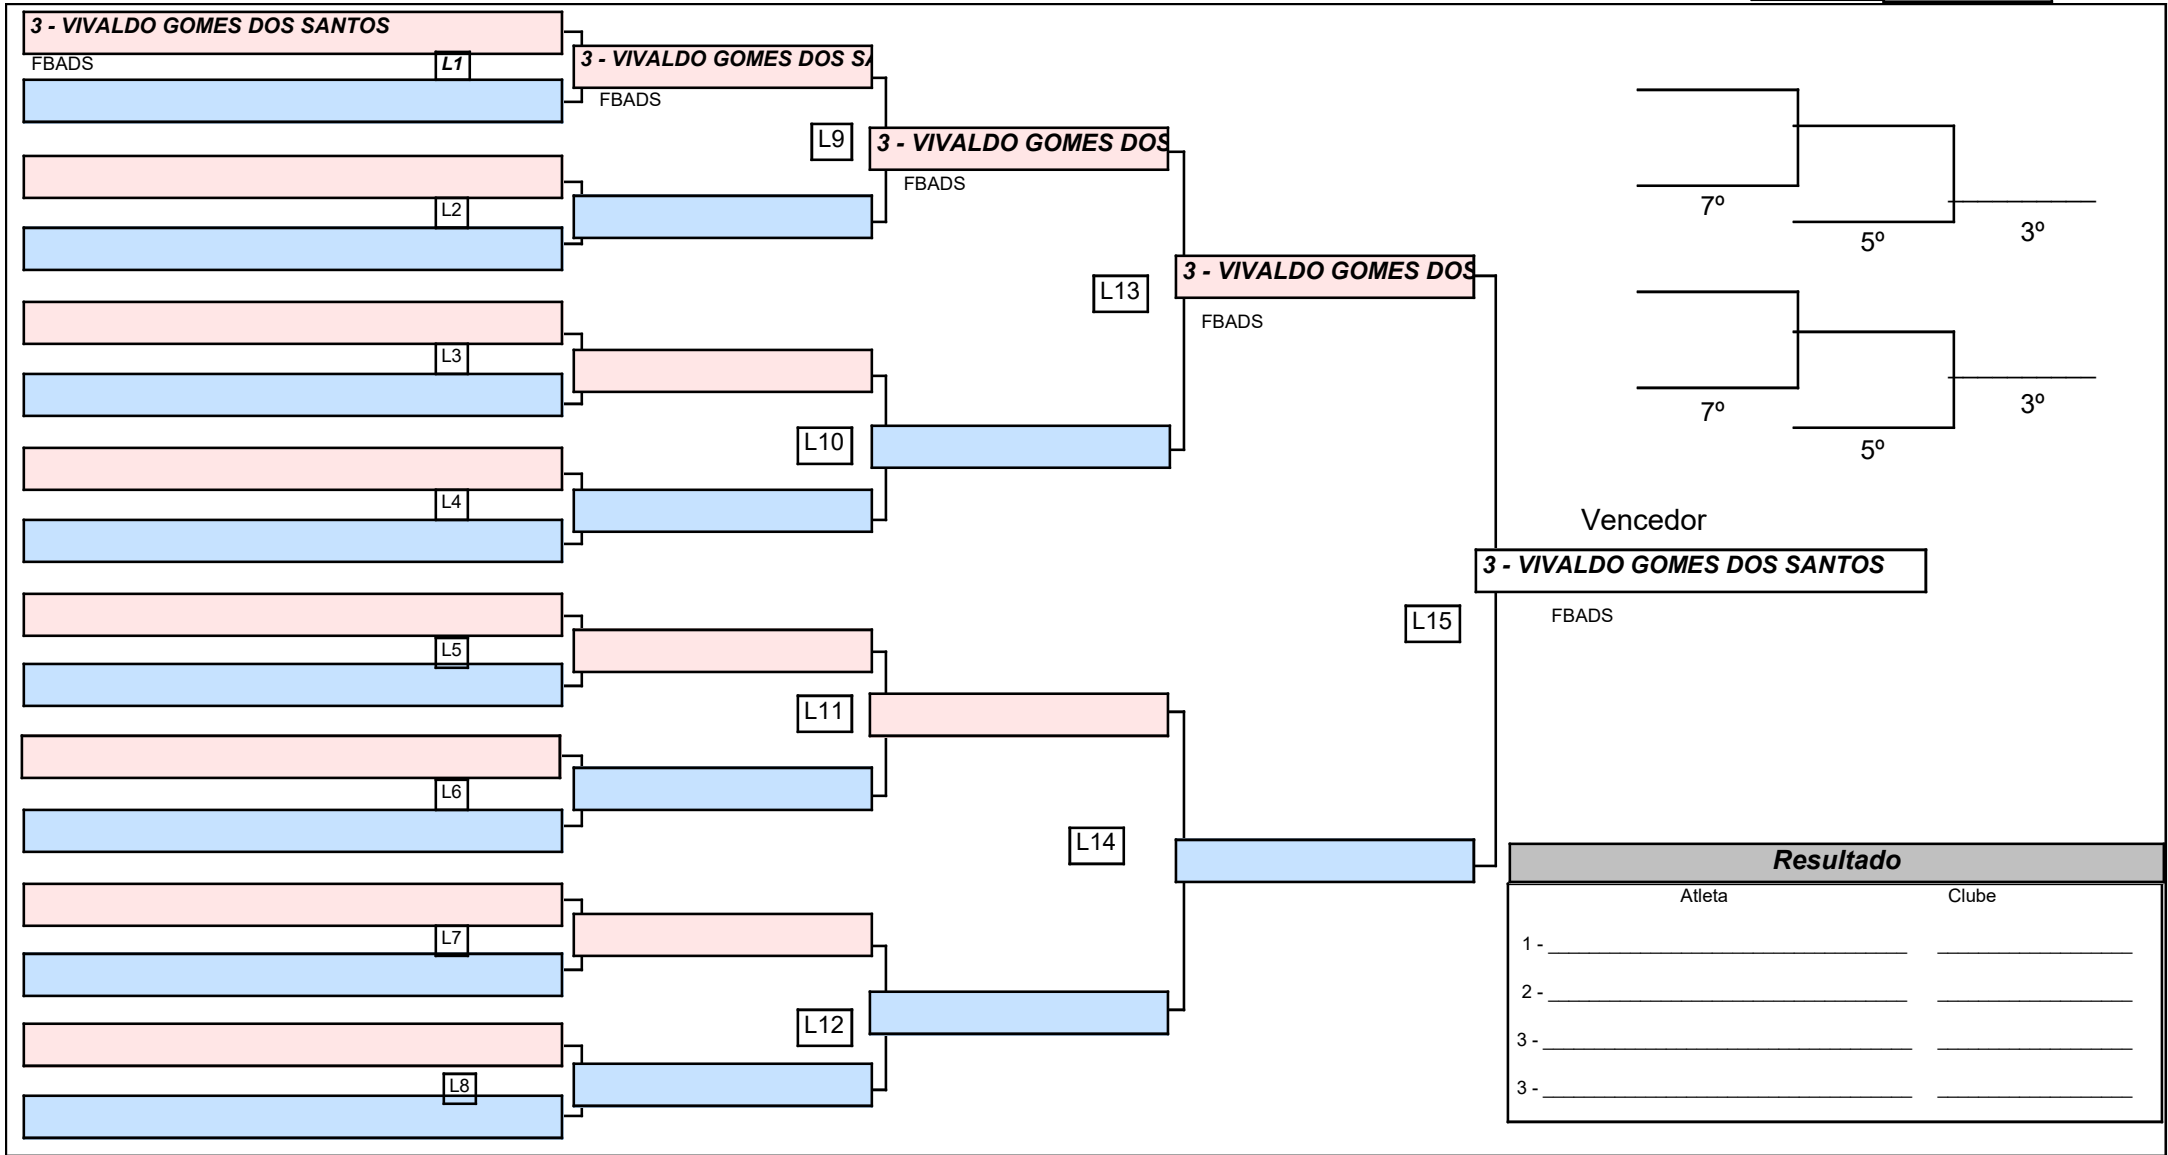 3 - VIVALDO GOMES DOS SANTOS
FBADS
L1
3 - VIVALDO GOMES DOS SA
FBADS
L9
3 - VIVALDO GOMES DOS
FBADS
L2
7º
5º
3º
L13
3 - VIVALDO GOMES DOS
FBADS
L3
L10
7º
5º
3º
L4
Vencedor
3 - VIVALDO GOMES DOS SANTOS
FBADS
L15
L5
L11
L6
L14
Resultado
Atleta Clube
L7
1 -
2 -
L12
3 -
L8
3 -